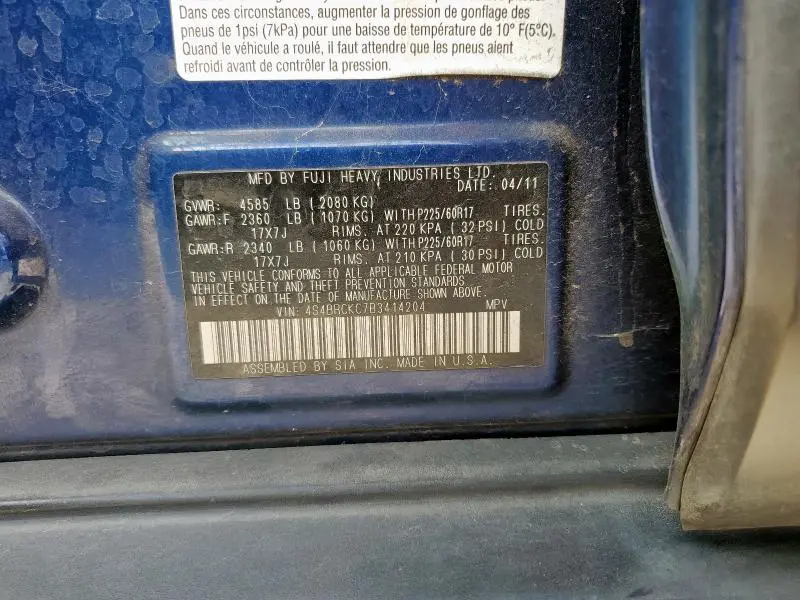 Dans ces circonstances, augmenter la pression de gonflage des
pneus de 1psi (7kPa) pour une baisse de température de 10° F(5°C).
Quand le véhicule a roulé, il faut attendre que les pneus aient
refroidi avant de contrôler la pression.
MFD BY FUJI HEAVY INDUSTRIES LTD.
DATE: 04/11
GVWR: 4585 LB (2080 KG)
GAWR:F 2360 LB (1070 KG) WITH P225/60R17 TIRES.
17X7J RIMS. AT 220 KPA (32 PSI) COLD
GAWR:R 2340 LB (1060 KG) WITH P225/60R17 TIRES.
17X7J RIMS. AT 210 KPA (30 PSI) COLD
THIS VEHICLE CONFORMS TO ALL APPLICABLE FEDERAL MOTOR
VEHICLE SAFETY AND THEFT PREVENTION STANDARDS
IN EFFECT ON THE DATE OF MANUFACTURE SHOWN ABOVE.
VIN: 4S4BRCKC7B3414204 MPV
ASSEMBLED BY SIA INC. MADE IN U.S.A.